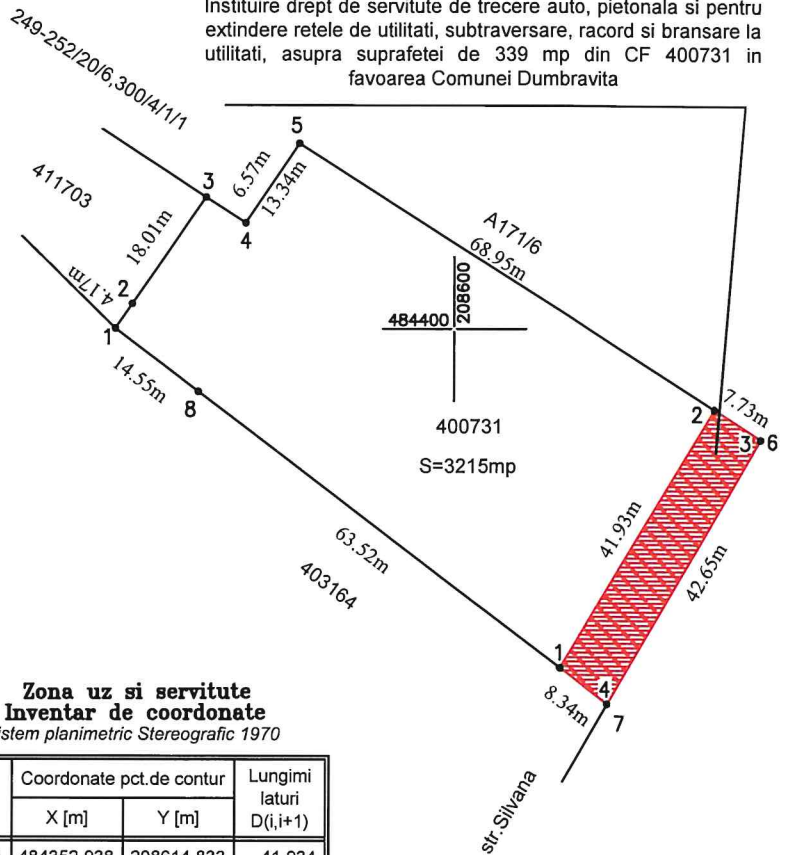 Instituire drept de servitute de trecere auto, pietonala si pentru
extindere retele de utilitati, subtraversare, racord si bransare la
utilitati, asupra suprafetei de 339 mp din CF 400731 in
favoarea Comunei Dumbravita
249-252/20/6,300/4/1/1
5
411703
3
6.57m
13.34m
4
18.01m
A171/6
68.95m
4.17m
2
1
484400
208600
14.55m
8
400731
S=3215mp
2
7.73m
3
6
41.93m
42.65m
63.52m
403164
1
4
8.34m
7
str.Silvana
Zona uz si servitute
Inventar de coordonate
istem planimetric Stereografic 1970
Coordonate pct.de contur
Lungimi
laturi
D(i,i+1)
X [m]
Y [m]